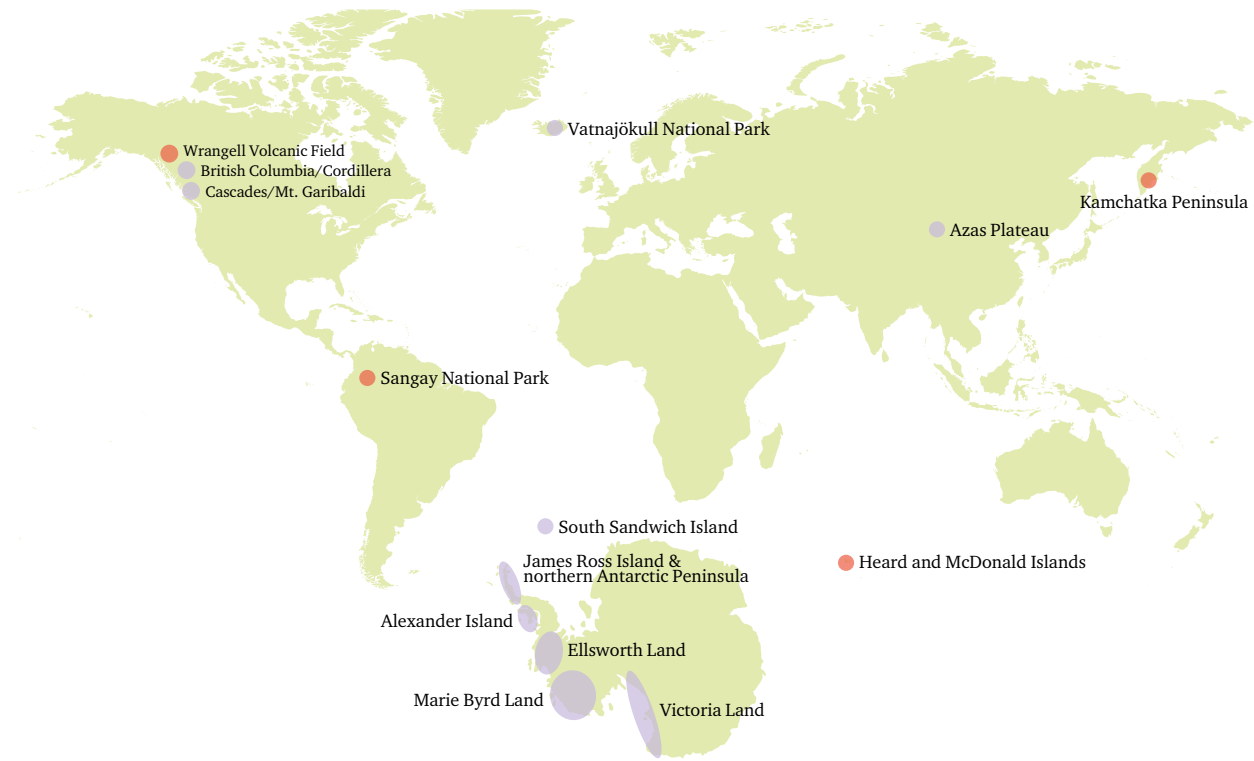 Vatnajökull National Park
Wrangell Volcanic Field
British Columbia/Cordillera
Cascades/Mt. Garibaldi
Kamchatka Peninsula
Azas Plateau
Sangay National Park
South Sandwich Island
James Ross Island &
northern Antarctic Peninsula
Heard and McDonald Islands
Alexander Island
Ellsworth Land
Marie Byrd Land
Victoria Land